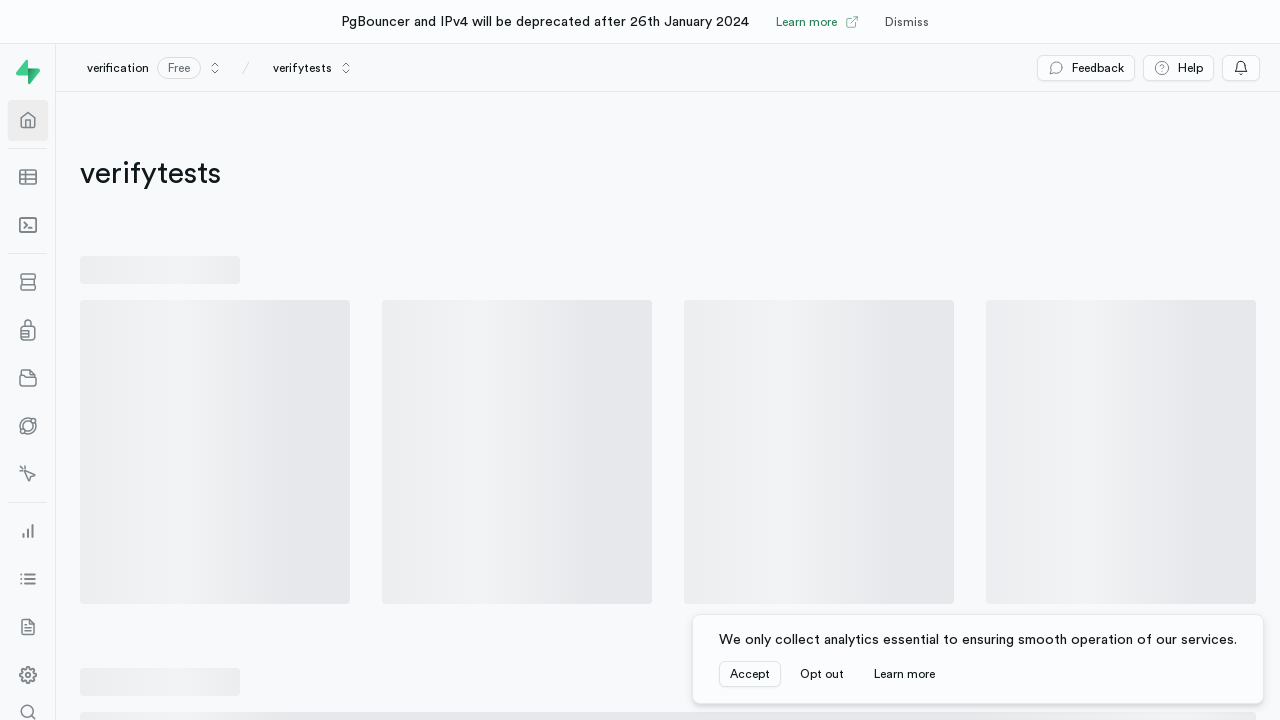 PgBouncer and IPv4 will be deprecated after 26th January 2024 Learn more Dismiss
verification Free / verifytests Feedback Help
verifytests
We only collect analytics essential to ensuring smooth operation of our services.
Accept Opt out Learn more